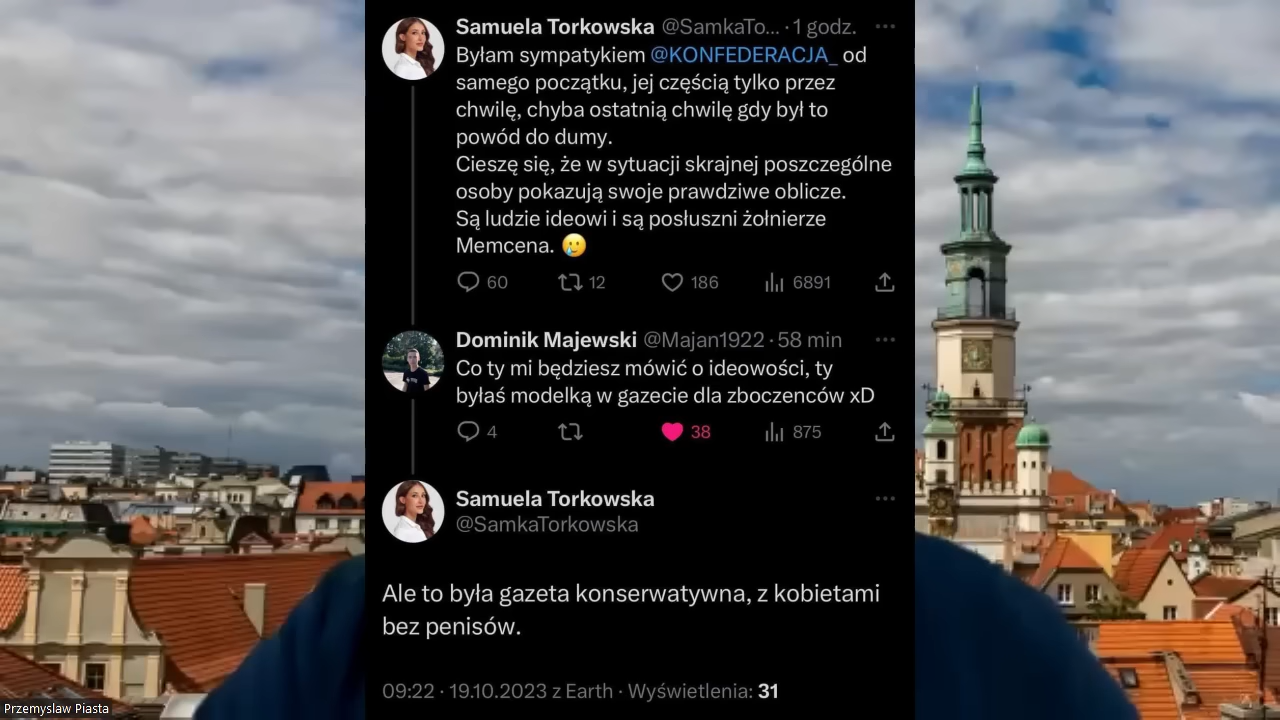 Samuela Torkowska @SamkaTo... · 1 godz.
Byłam sympatykiem @KONFEDERACJA_ od
samego początku, jej częścią tylko przez
chwilę, chyba ostatnią chwilę gdy był to
powód do dumy.
Cieszę się, że w sytuacji skrajnej poszczególne
osoby pokazują swoje prawdziwe oblicze.
Są ludzie ideowi i są posłuszni żołnierze
Memcena. 🥲
60 12 186 6891
Dominik Majewski @Majan1922 · 58 min
Co ty mi będziesz mówić o ideowości, ty
byłaś modelką w gazecie dla zboczenców xD
4 38 875
Samuela Torkowska
@SamkaTorkowska
Ale to była gazeta konserwatywna, z kobietami
bez penisów.
09:22 · 19.10.2023 z Earth · Wyświetlenia: 31
Przemyslaw Piasta